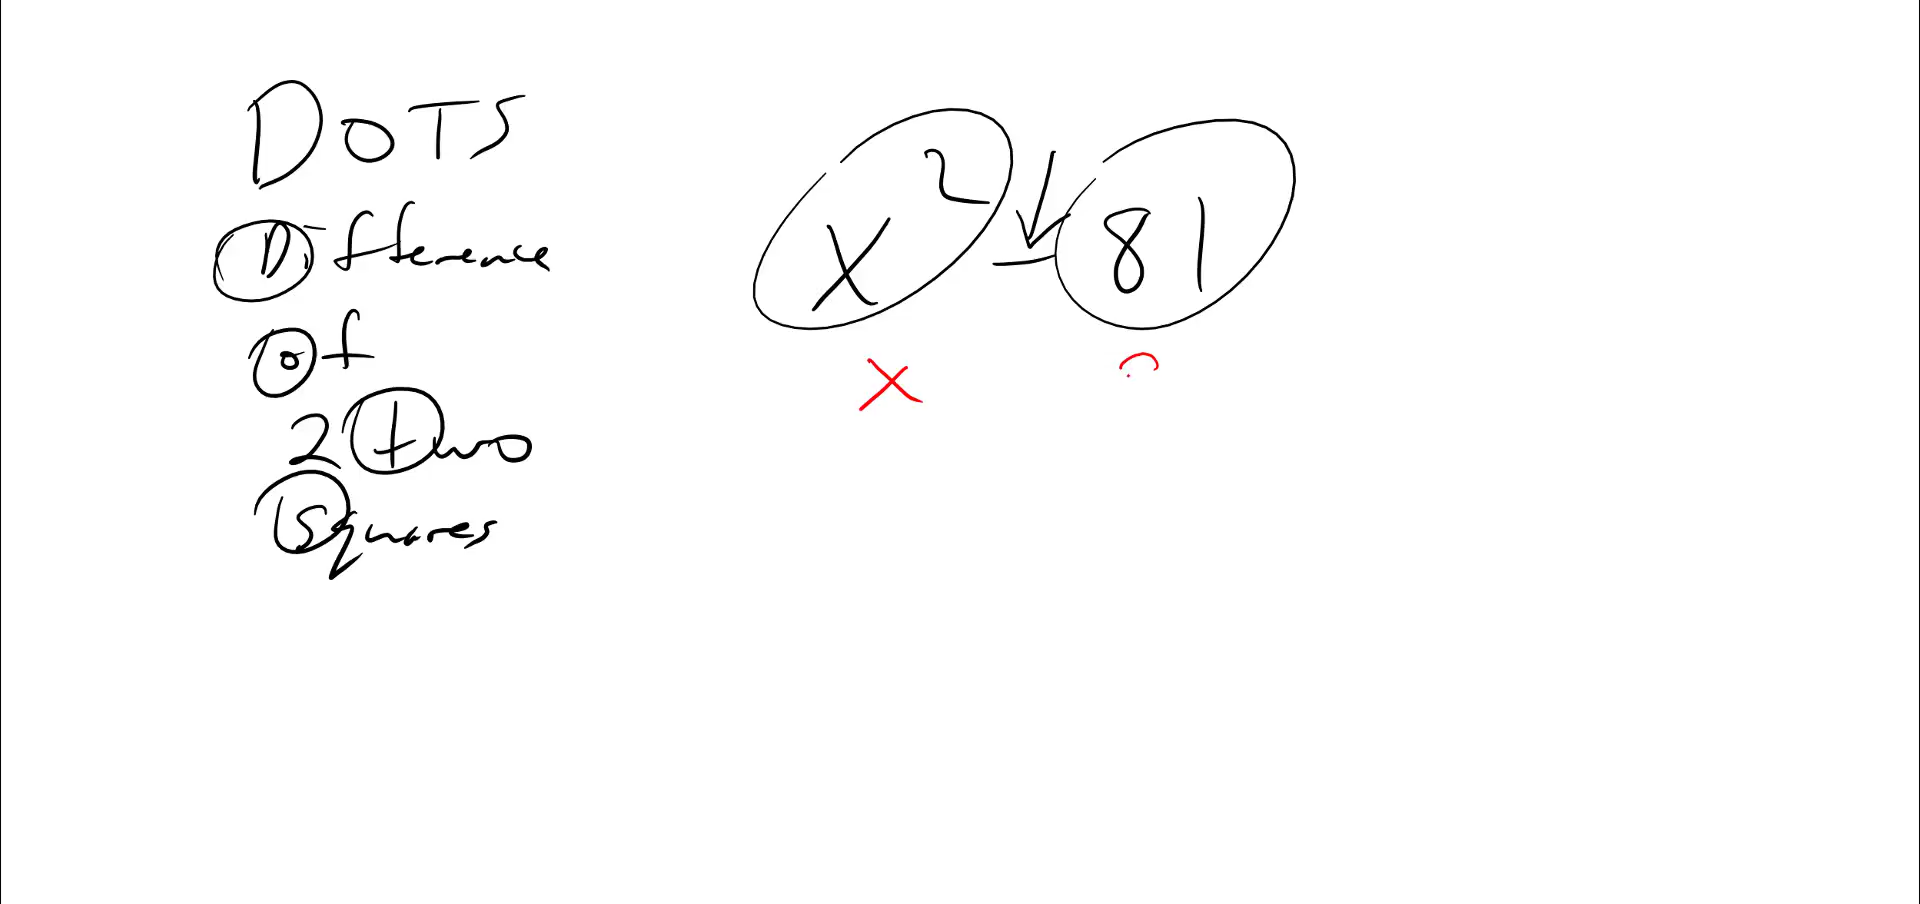 DOTS
Difference
of
2 two
Squares
x² - 81
x